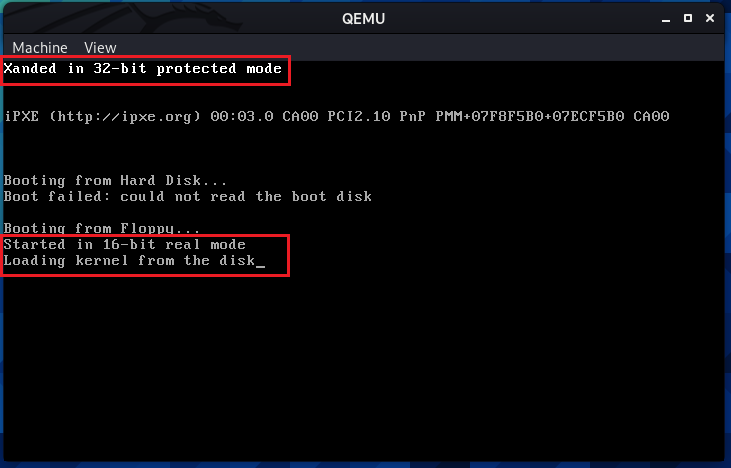 QEMU
Machine View
Xanded in 32-bit protected mode
iPXE (http://ipxe.org) 00:03.0 CA00 PCI2.10 PnP PMM+07F8F5B0+07ECF5B0 CA00
Booting from Hard Disk...
Boot failed: could not read the boot disk
Booting from Floppy...
Started in 16-bit real mode
Loading kernel from the disk_